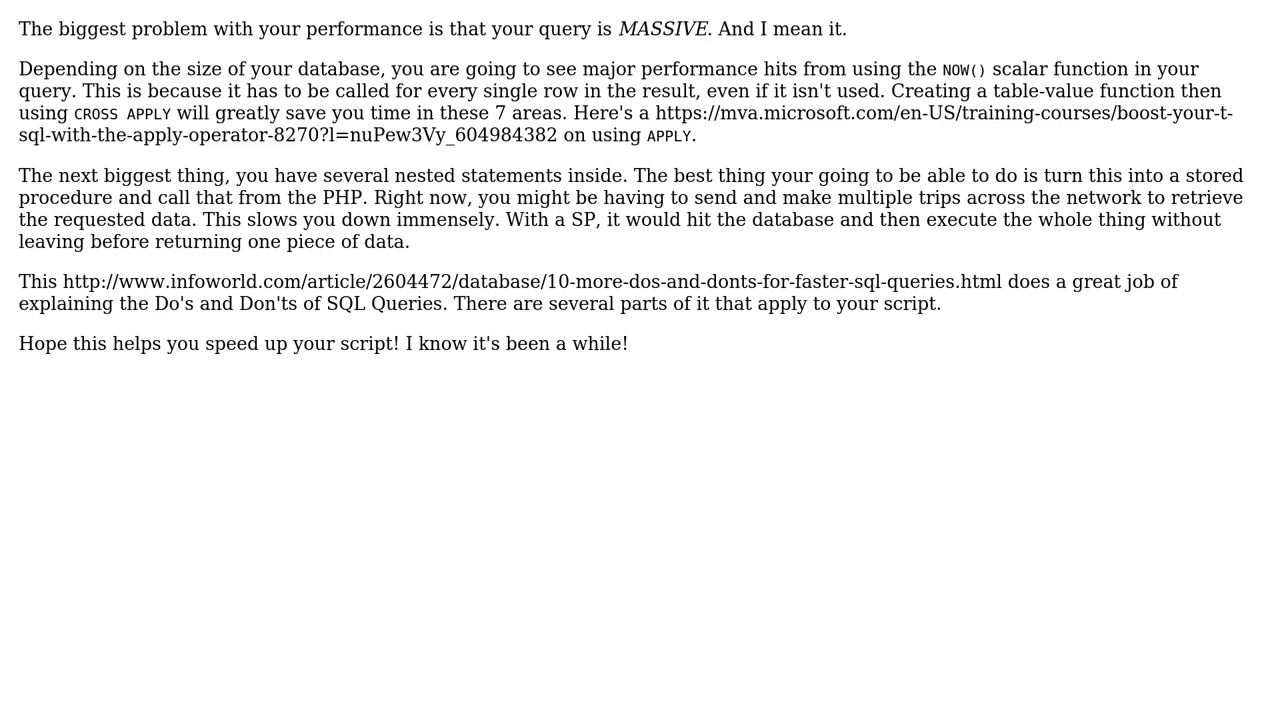 The biggest problem with your performance is that your query is MASSIVE. And I mean it.
Depending on the size of your database, you are going to see major performance hits from using the NOW() scalar function in your
query. This is because it has to be called for every single row in the result, even if it isn't used. Creating a table-value function then
using CROSS APPLY will greatly save you time in these 7 areas. Here's a https://mva.microsoft.com/en-US/training-courses/boost-your-t-
sql-with-the-apply-operator-8270?l=nuPew3Vy_604984382 on using APPLY.
The next biggest thing, you have several nested statements inside. The best thing your going to be able to do is turn this into a stored
procedure and call that from the PHP. Right now, you might be having to send and make multiple trips across the network to retrieve
the requested data. This slows you down immensely. With a SP, it would hit the database and then execute the whole thing without
leaving before returning one piece of data.
This http://www.infoworld.com/article/2604472/database/10-more-dos-and-donts-for-faster-sql-queries.html does a great job of
explaining the Do's and Don'ts of SQL Queries. There are several parts of it that apply to your script.
Hope this helps you speed up your script! I know it's been a while!